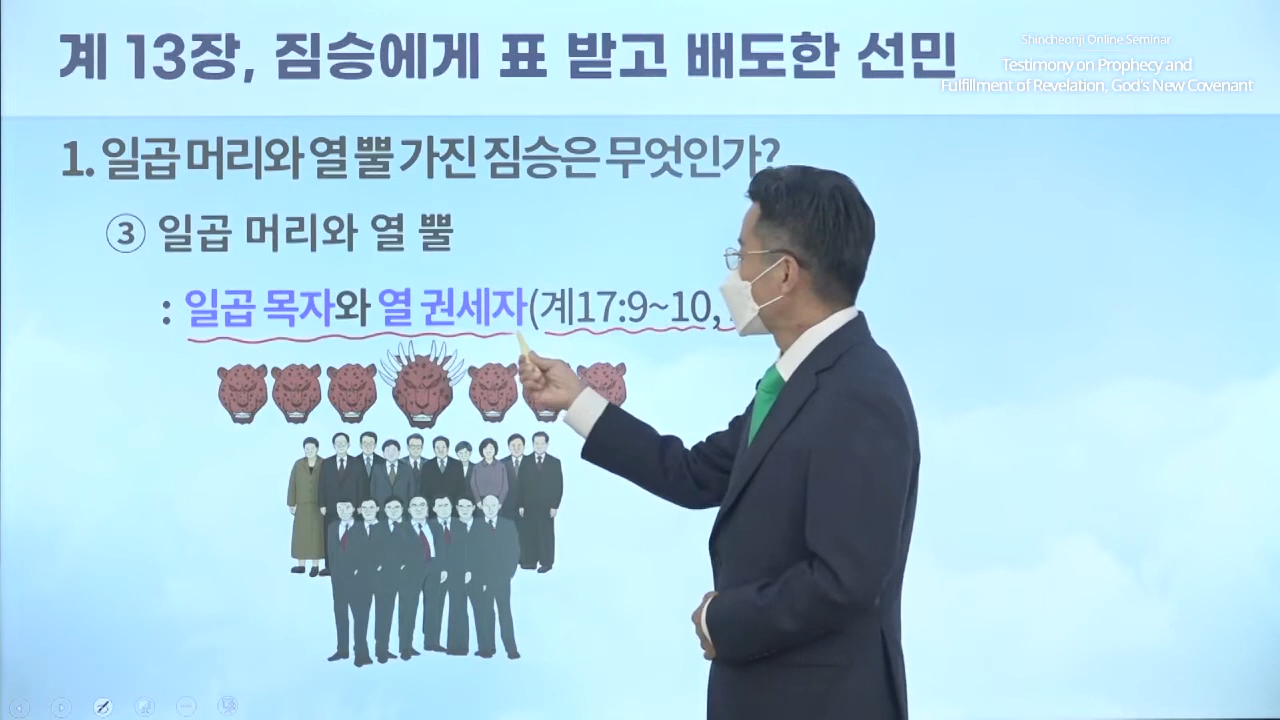 계 13장, 짐승에게 표 받고 배도한 선민
Shincheonji Online Seminar
Testimony on Prophecy and
Fulfillment of Revelation, God's New Covenant
1. 일곱 머리와 열 뿔 가진 짐승은 무엇인가?
③ 일곱 머리와 열 뿔
: 일곱 목자와 열 권세자(계17:9~10,